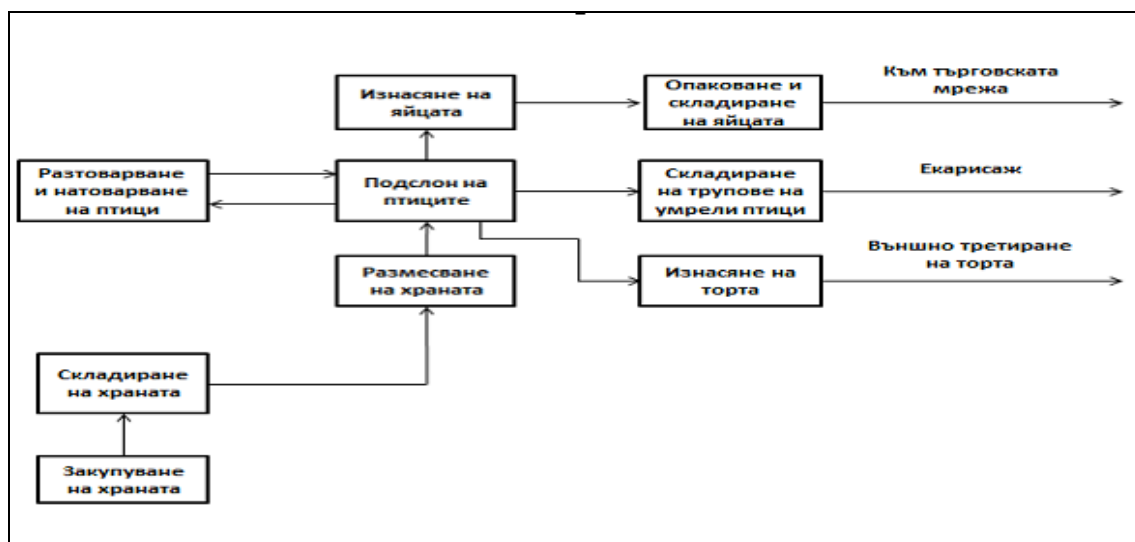 Изнасяне на
яйцата
Опаковане и
складиране
на яйцата
Към търговската
мрежа
Разтоварване
и натоварване
на птици
Подслон на
птиците
Складиране
на трупове на
умрели птици
Екарисаж
Размесване
на храната
Изнасяне на
торта
Външно третиране
на торта
Складиране
на храната
Закупуване
на храната